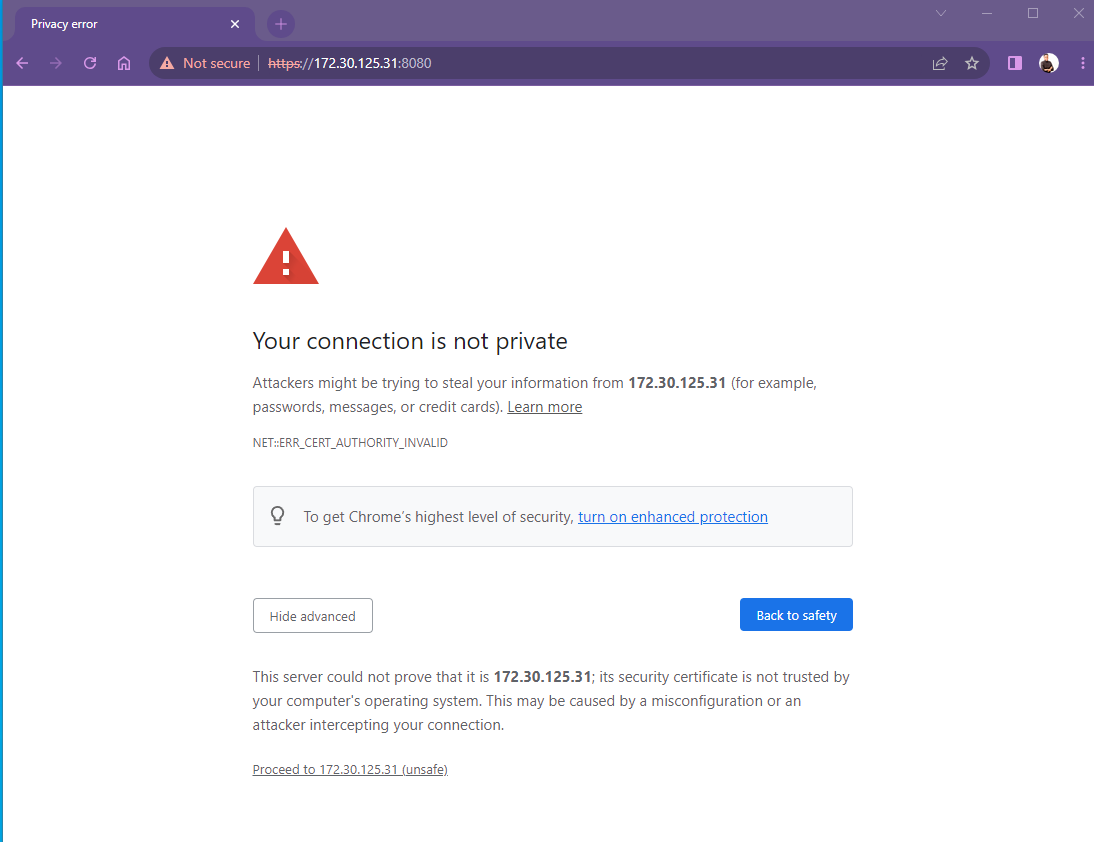 Privacy error
Not secure | https://172.30.125.31:8080
Your connection is not private
Attackers might be trying to steal your information from 172.30.125.31 (for example,
passwords, messages, or credit cards). Learn more
NET::ERR_CERT_AUTHORITY_INVALID
To get Chrome's highest level of security, turn on enhanced protection
Hide advanced
Back to safety
This server could not prove that it is 172.30.125.31; its security certificate is not trusted by
your computer's operating system. This may be caused by a misconfiguration or an
attacker intercepting your connection.
Proceed to 172.30.125.31 (unsafe)